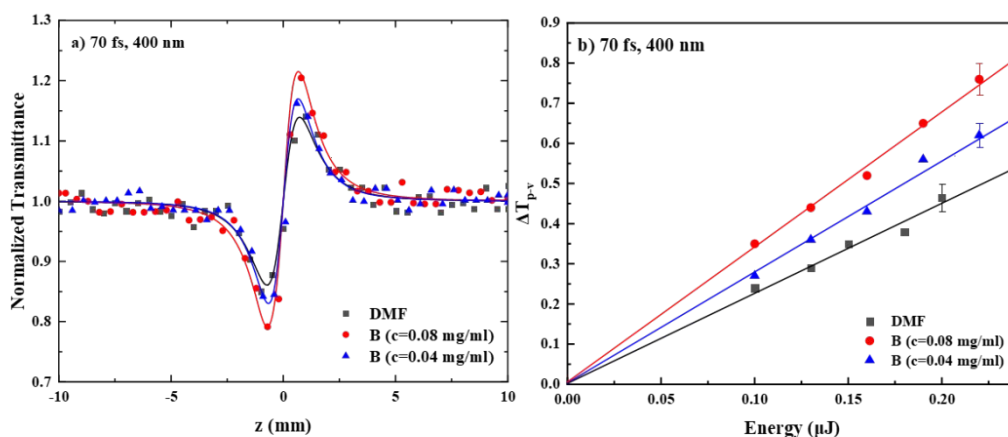 a) 70 fs, 400 nm
Normalized Transmittance
1.3
1.2
1.1
1.0
0.9
0.8
0.7
-10
-5
0
5
10
z (mm)
DMF
B (c=0.08 mg/ml)
B (c=0.04 mg/ml)
b) 70 fs, 400 nm
ΔTp-v
0.9
0.8
0.7
0.6
0.5
0.4
0.3
0.2
0.1
0.0
0.00
0.05
0.10
0.15
0.20
Energy (μJ)
DMF
B (c=0.08 mg/ml)
B (c=0.04 mg/ml)